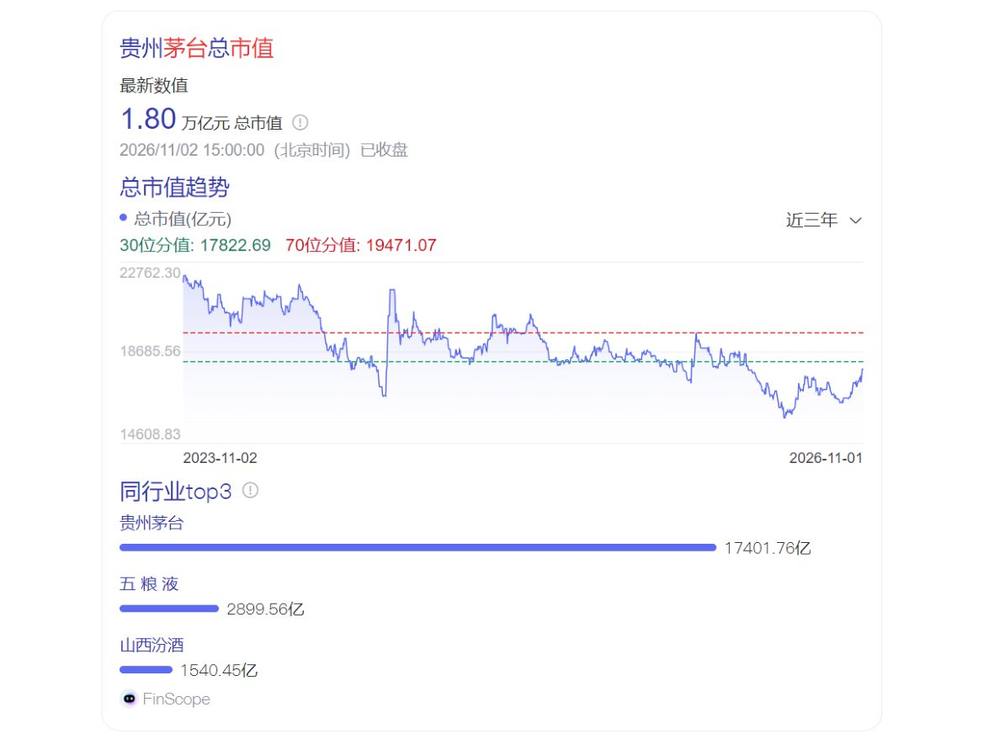 贵州茅台总市值
最新数值
1.80 万亿元 总市值
2026/11/02 15:00:00 (北京时间) 已收盘
总市值趋势
总市值(亿元)
近三年
30位分值: 17822.69 70位分值: 19471.07
22762.30
18685.56
14608.83
2023-11-02 2026-11-01
同行业top3
贵州茅台
17401.76亿
五 粮 液
2899.56亿
山西汾酒
1540.45亿
FinScope